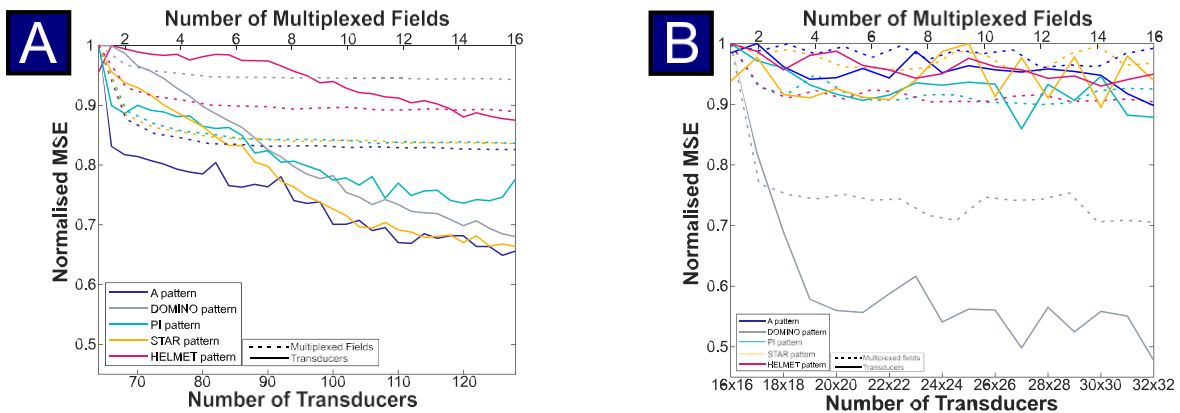 A
Number of Multiplexed Fields
2 4 6 8 10 12 14 16
Normalised MSE
1
0.9
0.8
0.7
0.6
0.5
A pattern
DOMINO pattern
PI pattern
STAR pattern
HELMET pattern
Multiplexed Fields
Transducers
70 80 90 100 110 120
Number of Transducers
B
Number of Multiplexed Fields
2 4 6 8 10 12 14 16
Normalised MSE
1
0.9
0.8
0.7
0.6
0.5
A pattern
DOMINO pattern
PI pattern
STAR pattern
HELMET pattern
Multiplexed fields
Transducers
16x16 18x18 20x20 22x22 24x24 26x26 28x28 30x30 32x32
Number of Transducers